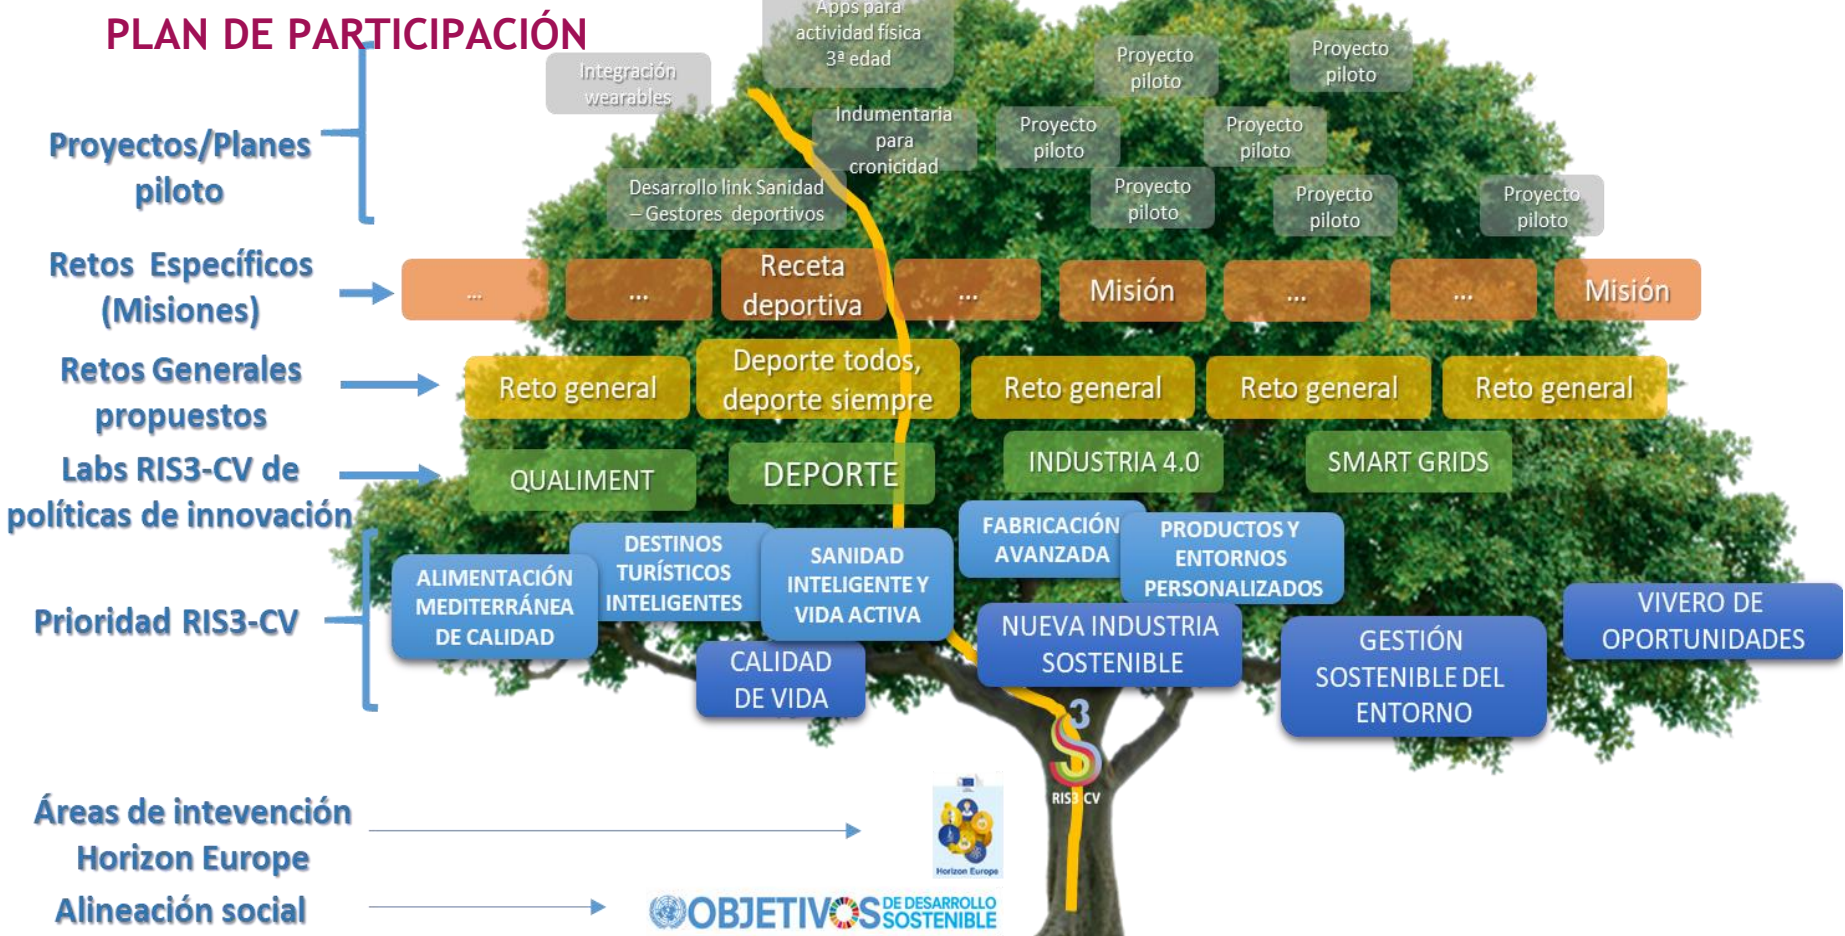 PLAN DE PARTICIPACIÓN
Apps para
actividad física
3ª edad
Integración
wearables
Indumentaria
para
cronicidad
Desarrollo link Sanidad
– Gestores deportivos
Proyecto
piloto
Proyecto
piloto
Proyecto
piloto
Proyecto
piloto
Proyecto
piloto
Proyecto
piloto
Proyecto
piloto
Proyectos/Planes
piloto
Retos Específicos
(Misiones)
...
...
Receta
deportiva
...
Misión
...
...
Misión
Retos Generales
propuestos
Reto general
Deporte todos,
deporte siempre
Reto general
Reto general
Reto general
Labs RIS3-CV de
políticas de innovación
QUALIMENT
DEPORTE
INDUSTRIA 4.0
SMART GRIDS
Prioridad RIS3-CV
ALIMENTACIÓN
MEDITERRÁNEA
DE CALIDAD
DESTINOS
TURÍSTICOS
INTELIGENTES
SANIDAD
INTELIGENTE Y
VIDA ACTIVA
FABRICACIÓN
AVANZADA
PRODUCTOS Y
ENTORNOS
PERSONALIZADOS
CALIDAD
DE VIDA
NUEVA INDUSTRIA
SOSTENIBLE
GESTIÓN
SOSTENIBLE DEL
ENTORNO
VIVERO DE
OPORTUNIDADES
3
S
RIS3 CV
Áreas de intevención
Horizon Europe
Horizon Europe
Alineación social
OBJETIVOS
DE DESARROLLO
SOSTENIBLE